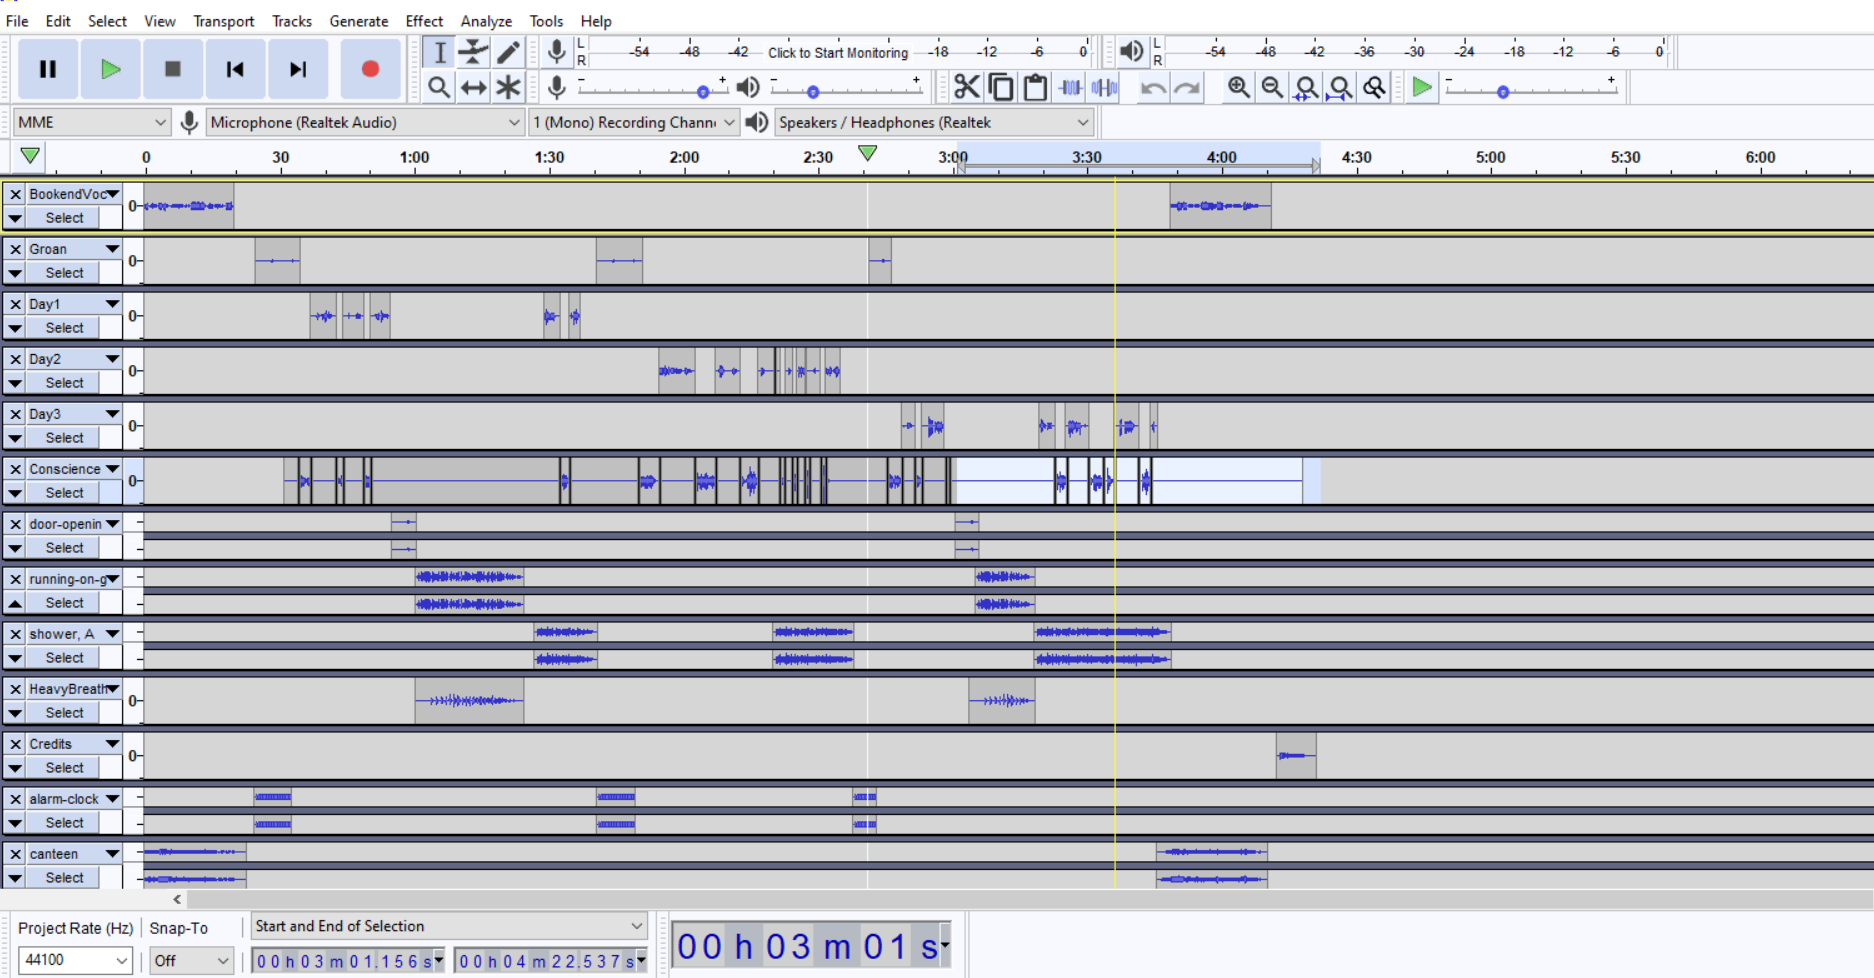 File Edit Select View Transport Tracks Generate Effect Analyze Tools Help
L R -54 -48 -42 Click to Start Monitoring -18 -12 -6 0 L R -54 -48 -42 -36 -30 -24 -18 -12 -6 0
- + - + - +
MME Microphone (Realtek Audio) 1 (Mono) Recording Chann Speakers / Headphones (Realtek
0 30 1:00 1:30 2:00 2:30 3:00 3:30 4:00 4:30 5:00 5:30 6:00
BookendVoc
Select 0
Groan
Select 0
Day1
Select 0
Day2
Select 0
Day3
Select 0
Conscience
Select 0
door-openin
Select
running-on-g
Select
shower, A
Select
HeavyBreath
Select 0
Credits
Select 0
alarm-clock
Select
canteen
Select
Project Rate (Hz) Snap-To Start and End of Selection
44100 Off 00 h 03 m 01.156 s 00 h 04 m 22.537 s
00 h 03 m 01 s